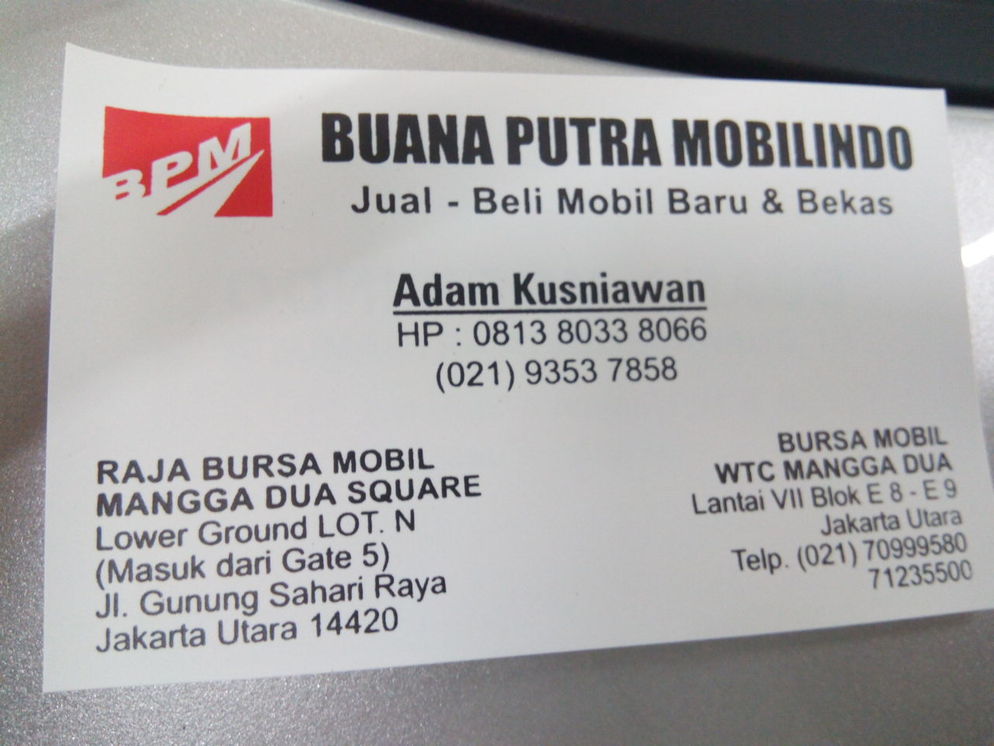 BPM
BUANA PUTRA MOBILINDO
Jual - Beli Mobil Baru & Bekas
Adam Kusniawan
HP : 0813 8033 8066
(021) 9353 7858
RAJA BURSA MOBIL
MANGGA DUA SQUARE
Lower Ground LOT. N
(Masuk dari Gate 5)
Jl. Gunung Sahari Raya
Jakarta Utara 14420
BURSA MOBIL
WTC MANGGA DUA
Lantai VII Blok E 8 - E 9
Jakarta Utara
Telp. (021) 70999580
71235500